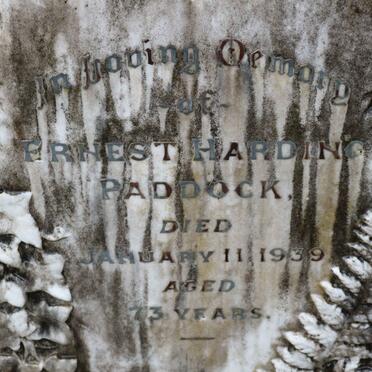 In Loving Memory
of
ERNEST HARDING
PADDOCK,
DIED
JANUARY 11, 1939
AGED
73 YEARS.